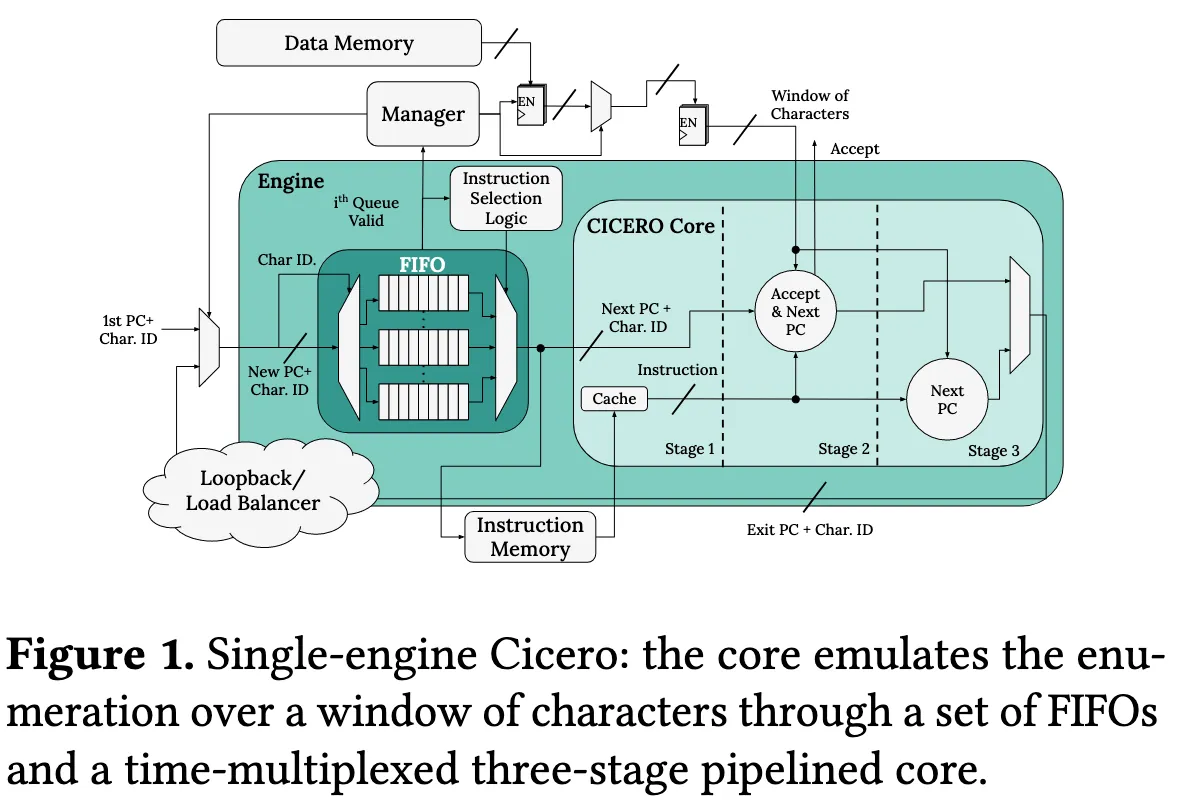 Data Memory
Manager
EN
EN
Window of
Characters
Accept
Engine
ith Queue
Valid
Instruction
Selection
Logic
CICERO Core
Char ID.
FIFO
1st PC+
Char. ID
New PC+
Char. ID
Next PC +
Char. ID
Accept
& Next
PC
Instruction
Cache
Next
PC
Stage 1
Stage 2
Stage 3
Loopback/
Load Balancer
Instruction
Memory
Exit PC + Char. ID
Figure 1. Single-engine Cicero: the core emulates the enu-
meration over a window of characters through a set of FIFOs
and a time-multiplexed three-stage pipelined core.